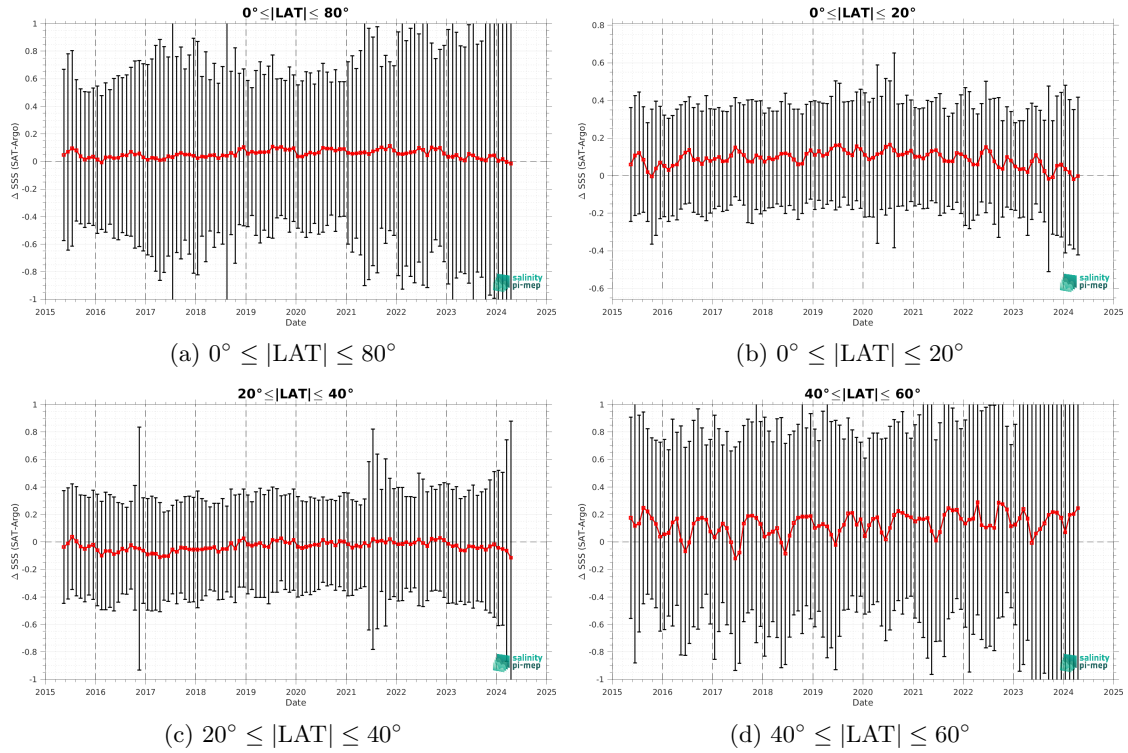 0°≤|LAT|≤ 80°
Δ SSS (SAT-Argo)
1
0.8
0.6
0.4
0.2
0
-0.2
-0.4
-0.6
-0.8
-1
2015 2016 2017 2018 2019 2020 2021 2022 2023 2024 2025
Date
salinity
pi-mep
(a) 0° ≤ |LAT| ≤ 80°
0°≤|LAT|≤ 20°
Δ SSS (SAT-Argo)
0.8
0.6
0.4
0.2
0
-0.2
-0.4
-0.6
2015 2016 2017 2018 2019 2020 2021 2022 2023 2024 2025
Date
salinity
pi-mep
(b) 0° ≤ |LAT| ≤ 20°
20°≤|LAT|≤ 40°
Δ SSS (SAT-Argo)
1
0.8
0.6
0.4
0.2
0
-0.2
-0.4
-0.6
-0.8
-1
2015 2016 2017 2018 2019 2020 2021 2022 2023 2024 2025
Date
salinity
pi-mep
(c) 20° ≤ |LAT| ≤ 40°
40°≤|LAT|≤ 60°
Δ SSS (SAT-Argo)
1
0.8
0.6
0.4
0.2
0
-0.2
-0.4
-0.6
-0.8
-1
2015 2016 2017 2018 2019 2020 2021 2022 2023 2024 2025
Date
salinity
pi-mep
(d) 40° ≤ |LAT| ≤ 60°